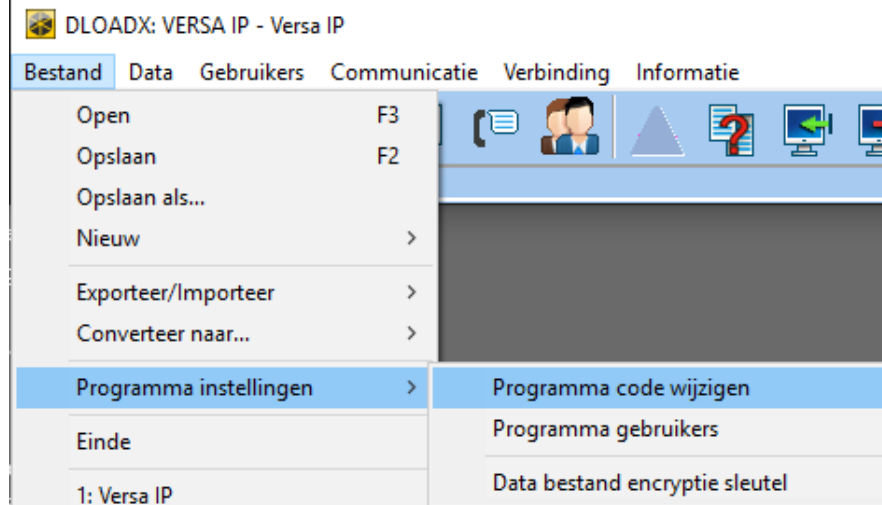 DLOADX: VERSA IP - Versa IP
Bestand Data Gebruikers Communicatie Verbinding Informatie
Open F3
Opslaan F2
Opslaan als...
Nieuw
Exporteer/Importeer
Converteer naar...
Programma instellingen
Programma code wijzigen
Programma gebruikers
Einde
Data bestand encryptie sleutel
1: Versa IP